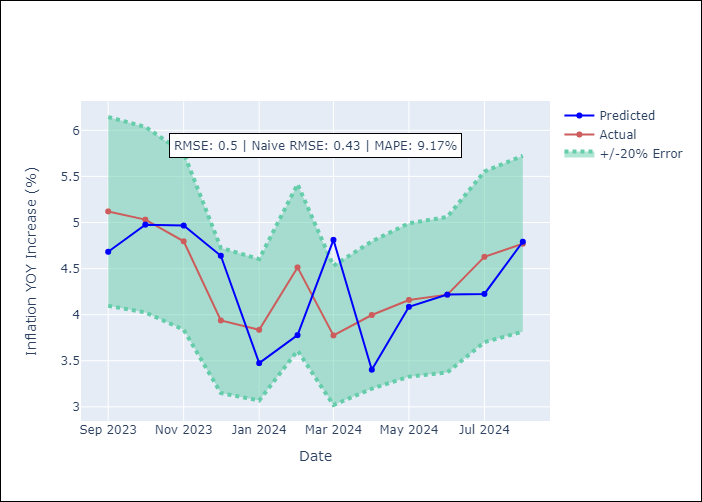 RMSE: 0.5 | Naive RMSE: 0.43 | MAPE: 9.17%
Predicted
Actual
+/-20% Error
Inflation YOY Increase (%)
6
5.5
5
4.5
4
3.5
3
Sep 2023
Nov 2023
Jan 2024
Mar 2024
May 2024
Jul 2024
Date